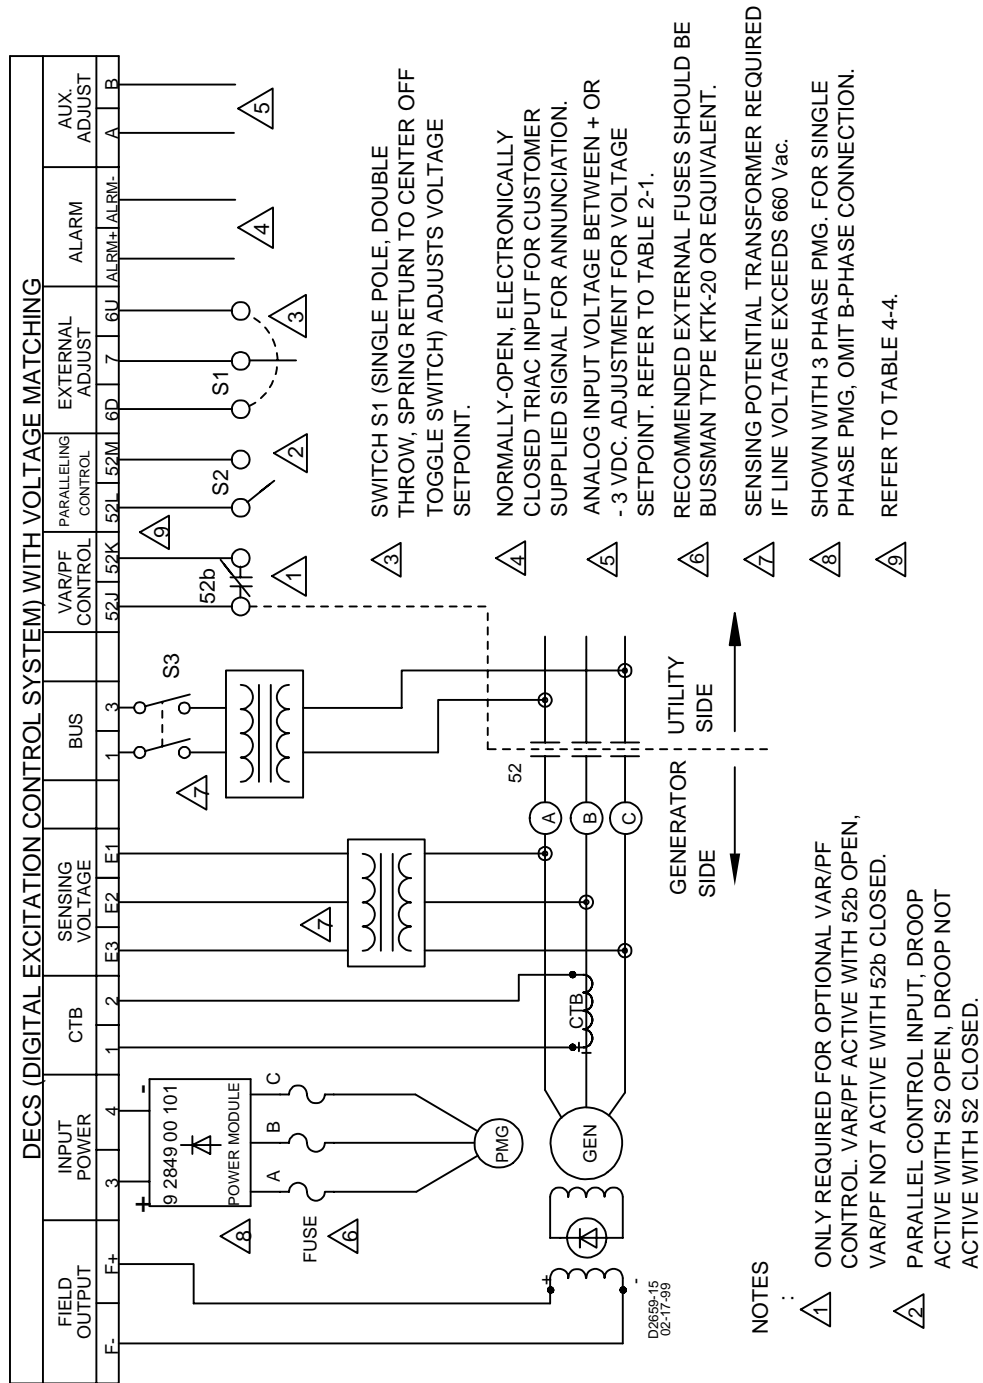 DECS (DIGITAL EXCITATION CONTROL SYSTEM) WITH VOLTAGE MATCHING
FIELD
OUTPUT
INPUT
POWER
CTB
SENSING
VOLTAGE
BUS
VAR/PF
CONTROL
PARALLELING
CONTROL
EXTERNAL
ADJUST
ALARM
AUX.
ADJUST
F- F+ 3 4 1 2 E3 E2 E1 1 3 52J 52K 52L 52M 6D 7 6U ALRM+ ALRM- A B
+ -
9 2849 00 101
POWER MODULE
8
A B C
FUSE
6
PMG
7
7
S3
52b
1
9
S2
2
S1
3
4
5
CTB
+
GEN
+
-
A
B
C
52
GENERATOR
SIDE
UTILITY
SIDE
D2659-15
02-17-99
NOTES
:
1
ONLY REQUIRED FOR OPTIONAL VAR/PF
CONTROL. VAR/PF ACTIVE WITH 52b OPEN,
VAR/PF NOT ACTIVE WITH 52b CLOSED.
2
PARALLEL CONTROL INPUT, DROOP
ACTIVE WITH S2 OPEN, DROOP NOT
ACTIVE WITH S2 CLOSED.
3
SWITCH S1 (SINGLE POLE, DOUBLE
THROW, SPRING RETURN TO CENTER OFF
TOGGLE SWITCH) ADJUSTS VOLTAGE
SETPOINT.
4
NORMALLY-OPEN, ELECTRONICALLY
CLOSED TRIAC INPUT FOR CUSTOMER
SUPPLIED SIGNAL FOR ANNUNCIATION.
5
ANALOG INPUT VOLTAGE BETWEEN + OR
- 3 VDC. ADJUSTMENT FOR VOLTAGE
SETPOINT. REFER TO TABLE 2-1.
6
RECOMMENDED EXTERNAL FUSES SHOULD BE
BUSSMAN TYPE KTK-20 OR EQUIVALENT.
7
SENSING POTENTIAL TRANSFORMER REQUIRED
IF LINE VOLTAGE EXCEEDS 660 Vac.
8
SHOWN WITH 3 PHASE PMG. FOR SINGLE
PHASE PMG, OMIT B-PHASE CONNECTION.
9
REFER TO TABLE 4-4.